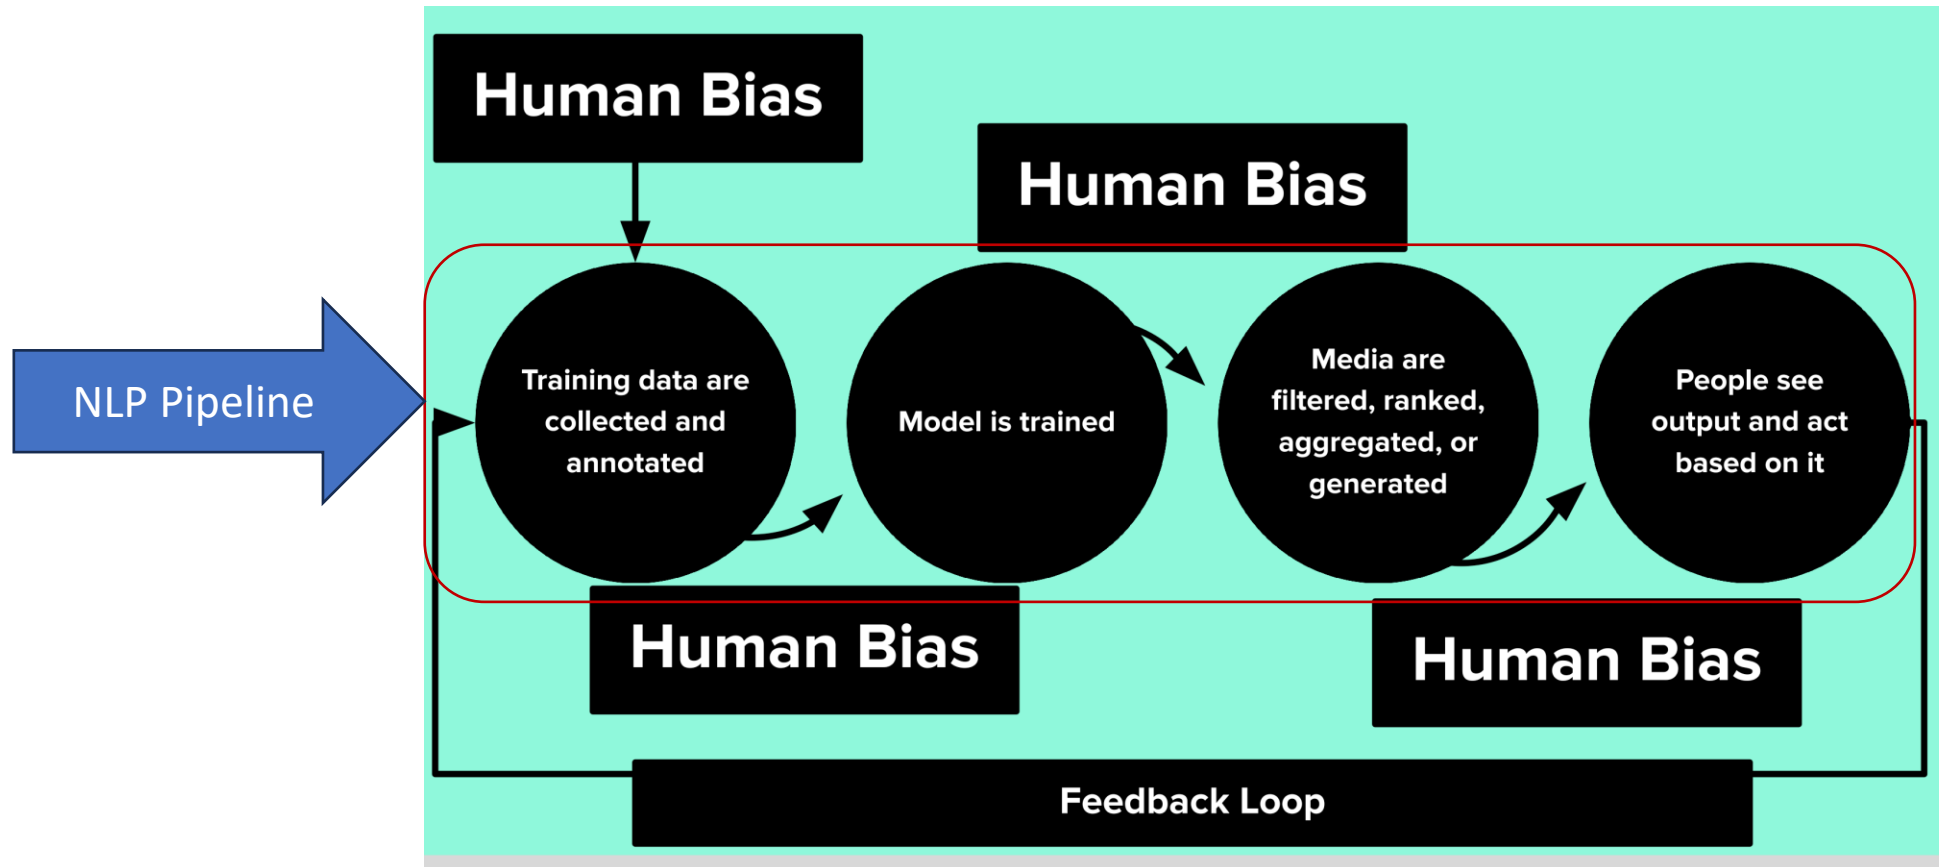 Human Bias
Human Bias
NLP Pipeline
Training data are
collected and
annotated
Model is trained
Media are
filtered, ranked,
aggregated, or
generated
People see
output and act
based on it
Human Bias
Human Bias
Feedback Loop